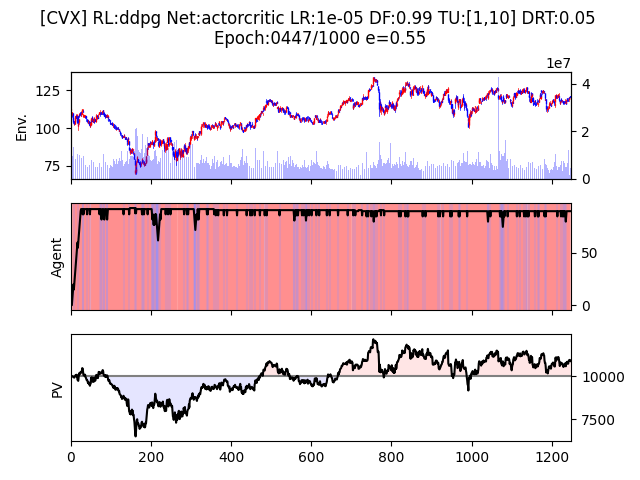 [CVX] RL:ddpg Net:actorcritic LR:1e-05 DF:0.99 TU:[1,10] DRT:0.05
Epoch:0447/1000 e=0.55
1e7
125
100
75
Env.
4
2
0
Agent
50
0
PV
10000
7500
0 200 400 600 800 1000 1200